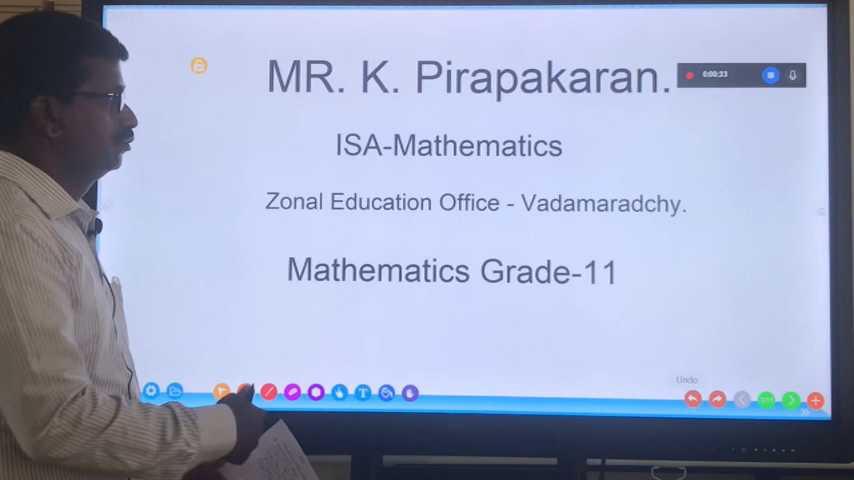 MR. K. Pirapakaran.
0:00:33
ISA-Mathematics
Zonal Education Office - Vadamaradchy.
Mathematics Grade-11
Undo